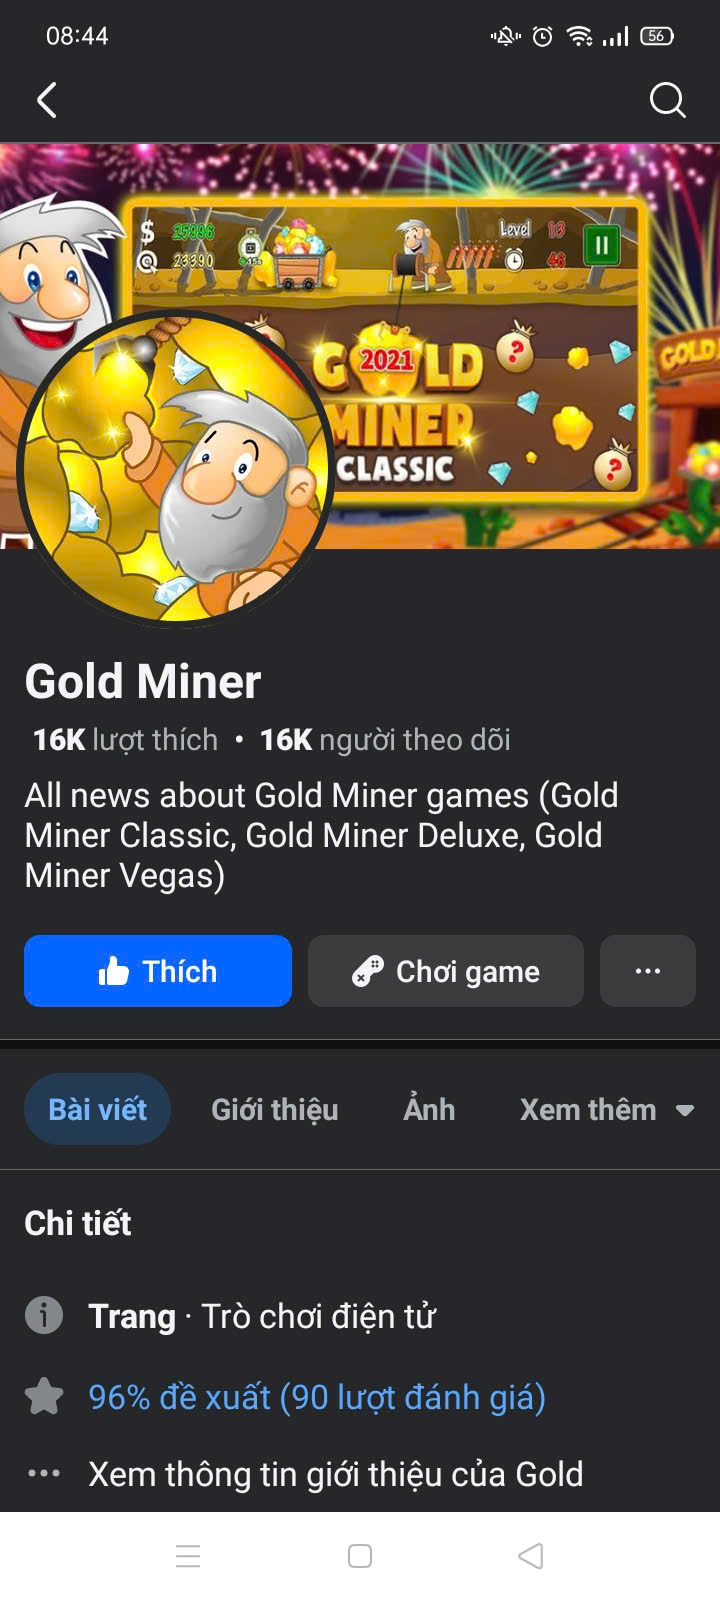 08:44
56
$ 25996
23390
+15s
Level 13
46
2021
GOLD
MINER
CLASSIC
GOLD
?
?
Gold Miner
16K lượt thích • 16K người theo dõi
All news about Gold Miner games (Gold
Miner Classic, Gold Miner Deluxe, Gold
Miner Vegas)
Thích
Chơi game
Bài viết
Giới thiệu
Ảnh
Xem thêm
Chi tiết
Trang · Trò chơi điện tử
96% đề xuất (90 lượt đánh giá)
Xem thông tin giới thiệu của Gold